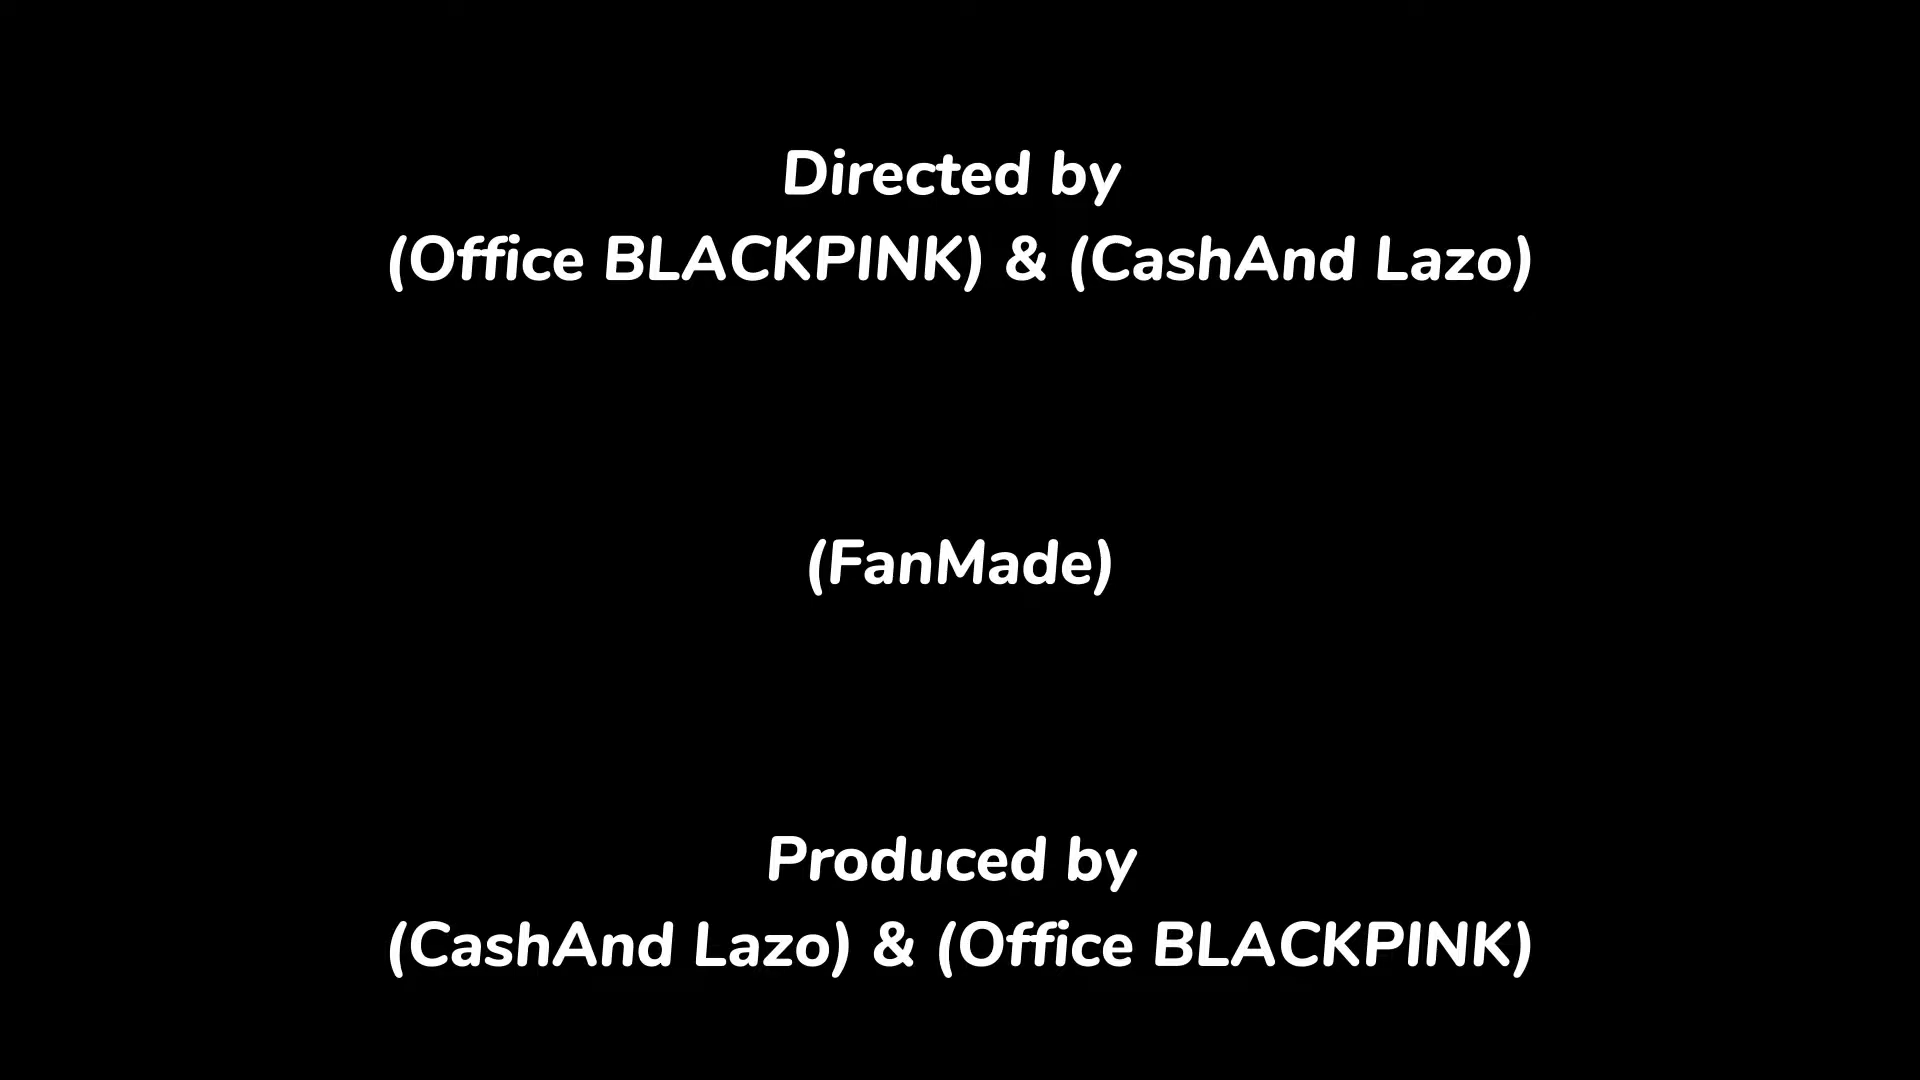 Directed by
(Office BLACKPINK) & (CashAnd Lazo)
(FanMade)
Produced by
(CashAnd Lazo) & (Office BLACKPINK)